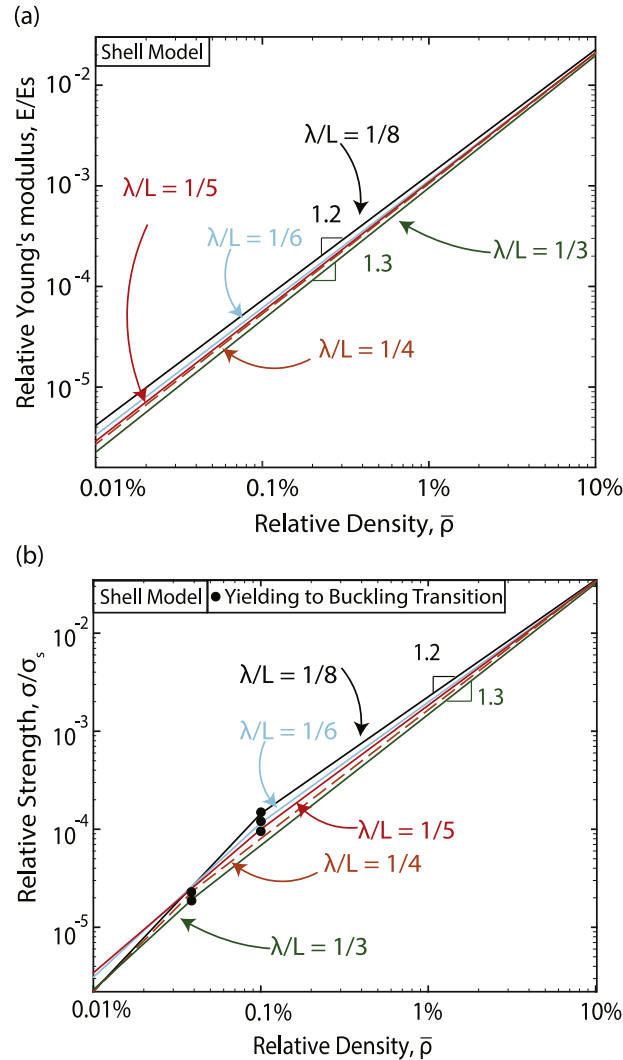 (a)
Shell Model
Relative Young's modulus, E/Es
10⁻²
10⁻³
10⁻⁴
10⁻⁵
λ/L = 1/8
λ/L = 1/5
1.2
λ/L = 1/6
λ/L = 1/3
1.3
λ/L = 1/4
0.01%
0.1%
1%
10%
Relative Density, ρ̅
(b)
Shell Model
Yielding to Buckling Transition
Relative Strength, σ/σₛ
10⁻²
10⁻³
10⁻⁴
10⁻⁵
1.2
λ/L = 1/8
1.3
λ/L = 1/6
λ/L = 1/5
λ/L = 1/4
λ/L = 1/3
0.01%
0.1%
1%
10%
Relative Density, ρ̅